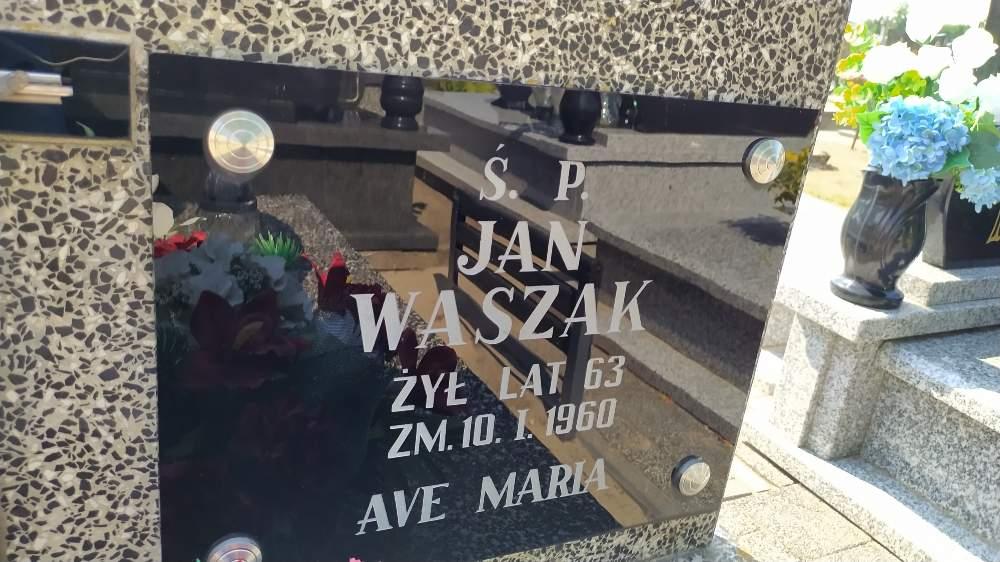 Ś. P.
JAN
WASZAK
ŻYŁ LAT 63
ZM. 10. I. 1960
AVE MARIA